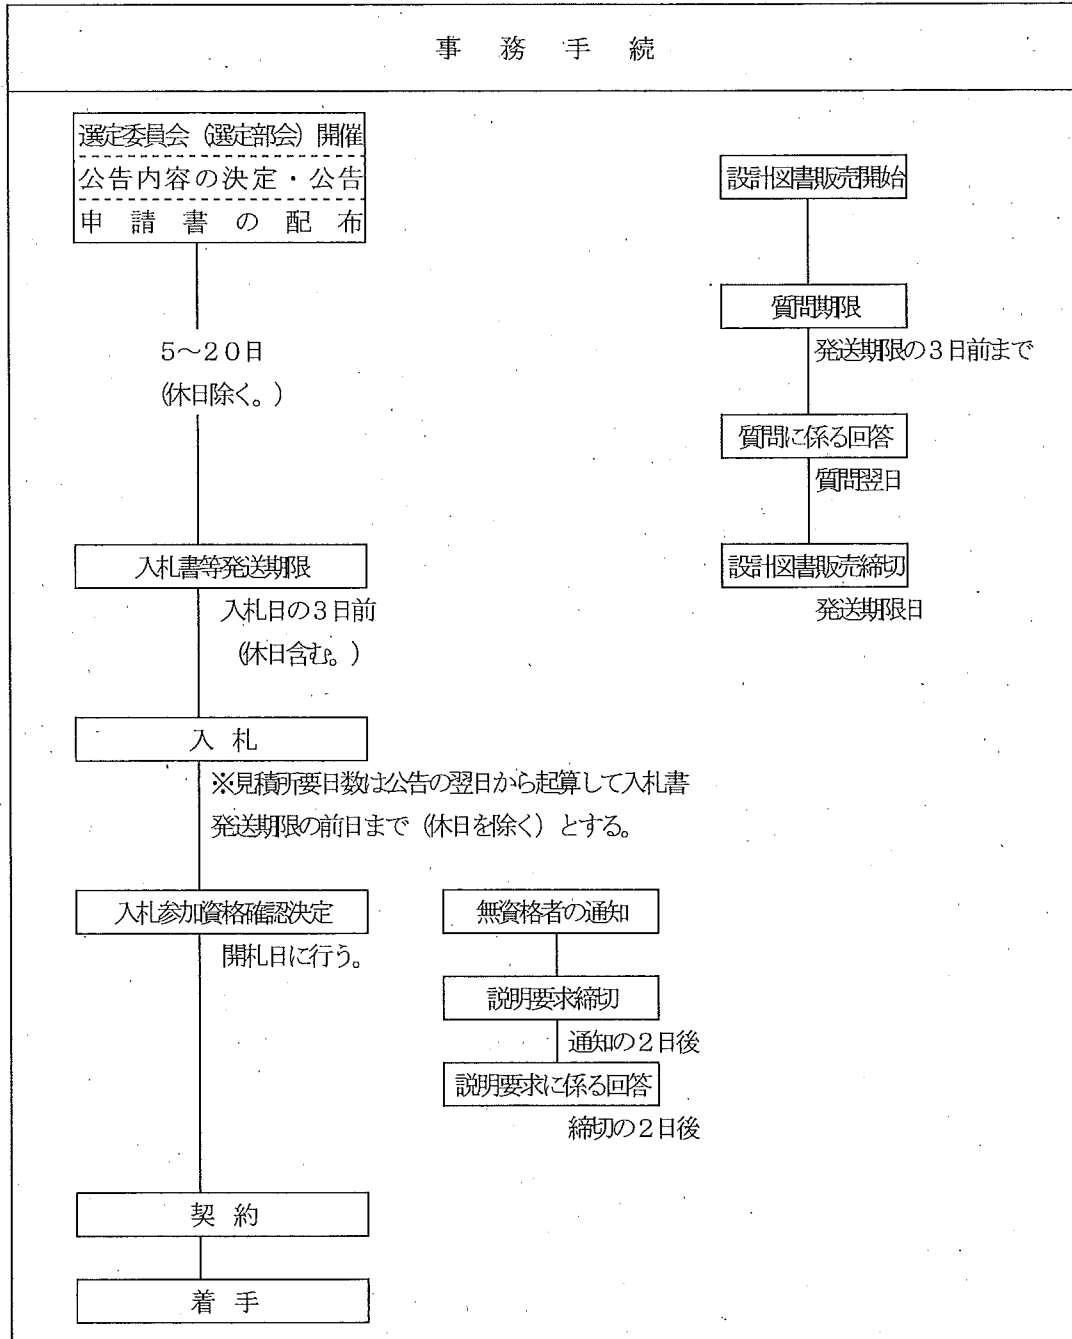 事務手続
選定委員会（選定部会）開催
公告内容の決定・公告
申請書の配布
5～20日
(休日除く。)
入札書等発送期限
入札日の3日前
(休日含む。)
入札
※見積所要日数は公告の翌日から起算して入札書
発送期限の前日まで（休日を除く）とする。
入札参加資格確認決定
開札日に行う。
契約
着手
設計図書販売開始
質問期限
発送期限の3日前まで
質問に係る回答
質問翌日
設計図書販売締切
発送期限日
無資格者の通知
説明要求締切
通知の2日後
説明要求に係る回答
締切の2日後